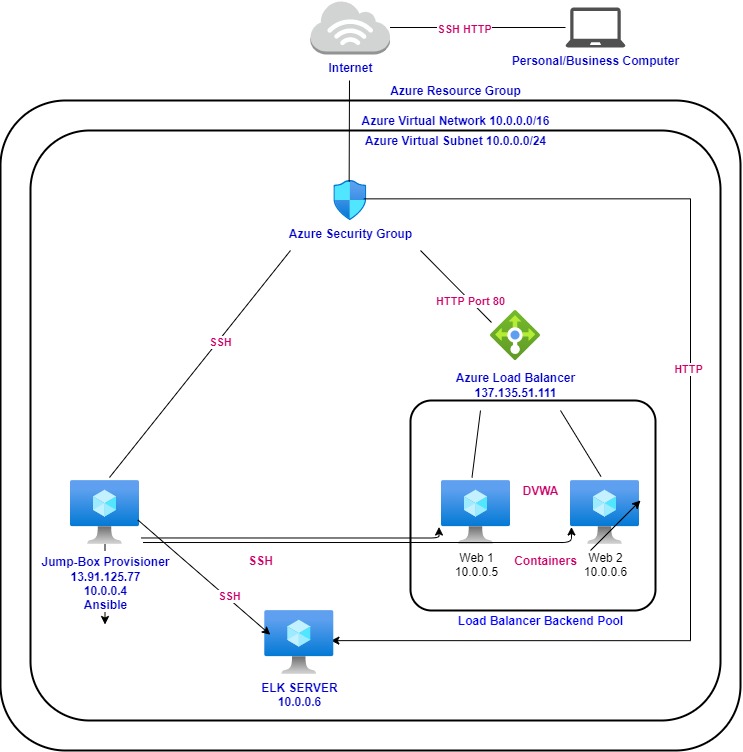 SSH HTTP
Internet
Personal/Business Computer
Azure Resource Group
Azure Virtual Network 10.0.0.0/16
Azure Virtual Subnet 10.0.0.0/24
Azure Security Group
HTTP Port 80
SSH
HTTP
Azure Load Balancer
137.135.51.111
DVWA
Jump-Box Provisioner
13.91.125.77
10.0.0.4
Ansible
SSH
Web 1
10.0.0.5
Containers
Web 2
10.0.0.6
SSH
Load Balancer Backend Pool
ELK SERVER
10.0.0.6